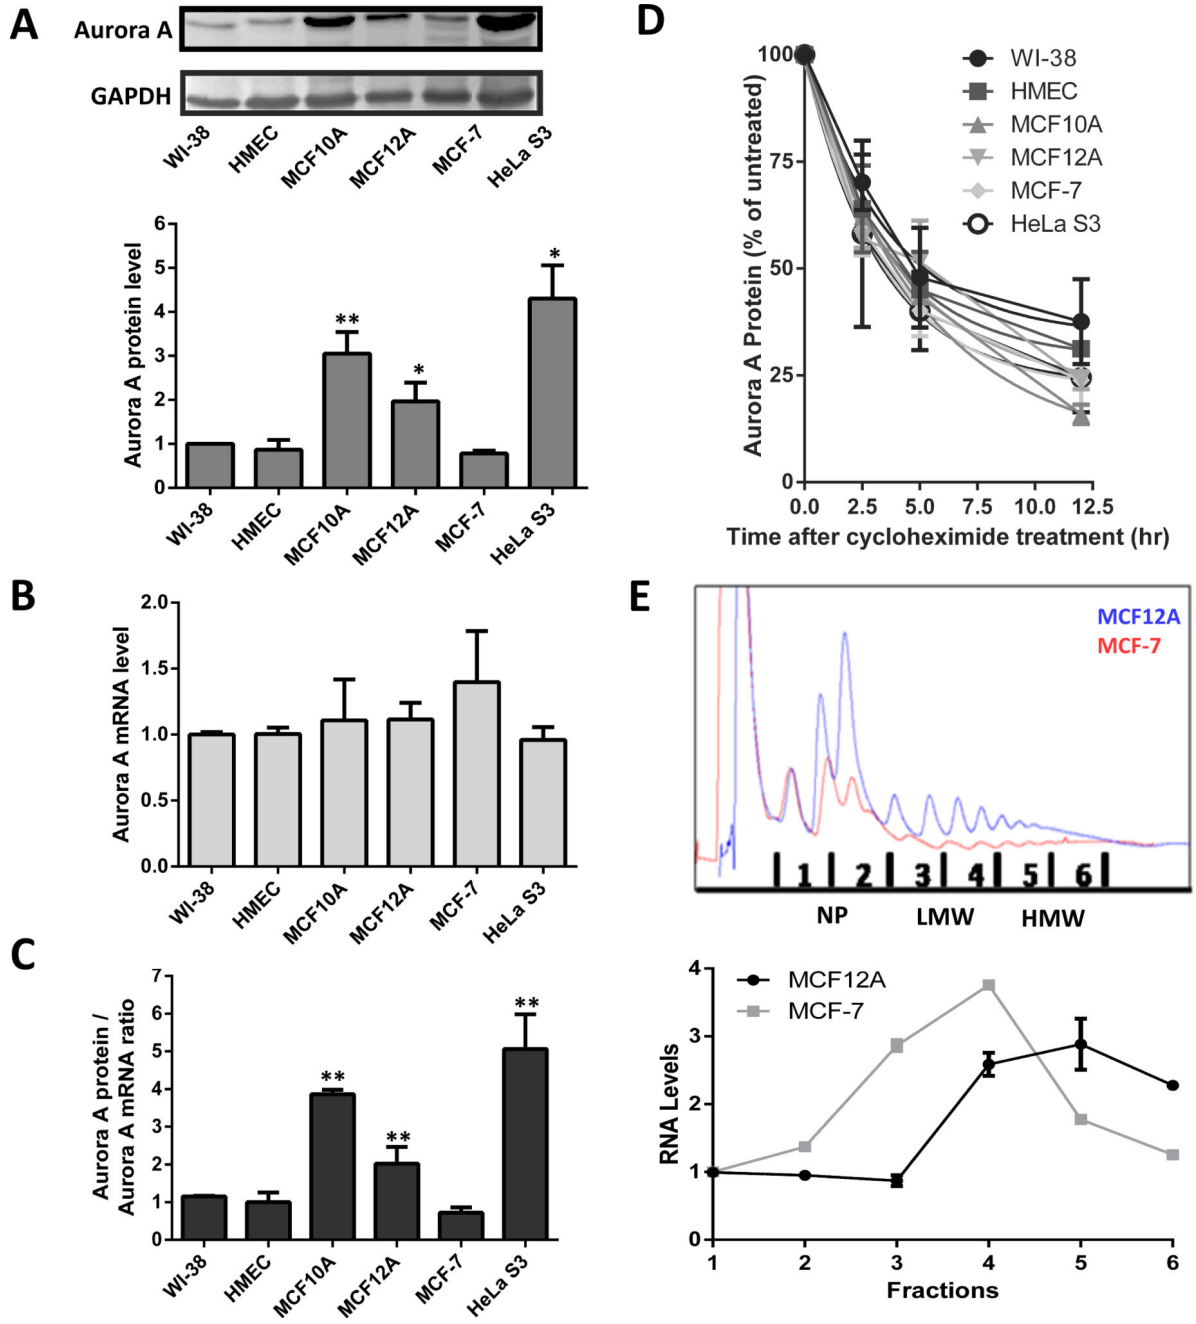 A
Aurora A
GAPDH
WI-38
HMEC
MCF10A
MCF12A
MCF-7
HeLa S3
Aurora A protein level
6
5
4
3
2
1
0
**
*
*
WI-38
HMEC
MCF10A
MCF12A
MCF-7
HeLa S3
B
Aurora A mRNA level
2.0
1.5
1.0
0.5
0.0
WI-38
HMEC
MCF10A
MCF12A
MCF-7
HeLa S3
C
Aurora A protein /
Aurora A mRNA ratio
7
6
5
4
3
2
1
0
**
**
**
WI-38
HMEC
MCF10A
MCF12A
MCF-7
HeLa S3
D
Aurora A Protein (% of untreated)
100
75
50
25
0
WI-38
HMEC
MCF10A
MCF12A
MCF-7
HeLa S3
0.0 2.5 5.0 7.5 10.0 12.5
Time after cycloheximide treatment (hr)
E
MCF12A
MCF-7
1 2 3 4 5 6
NP LMW HMW
RNA Levels
4
3
2
1
0
MCF12A
MCF-7
1 2 3 4 5 6
Fractions